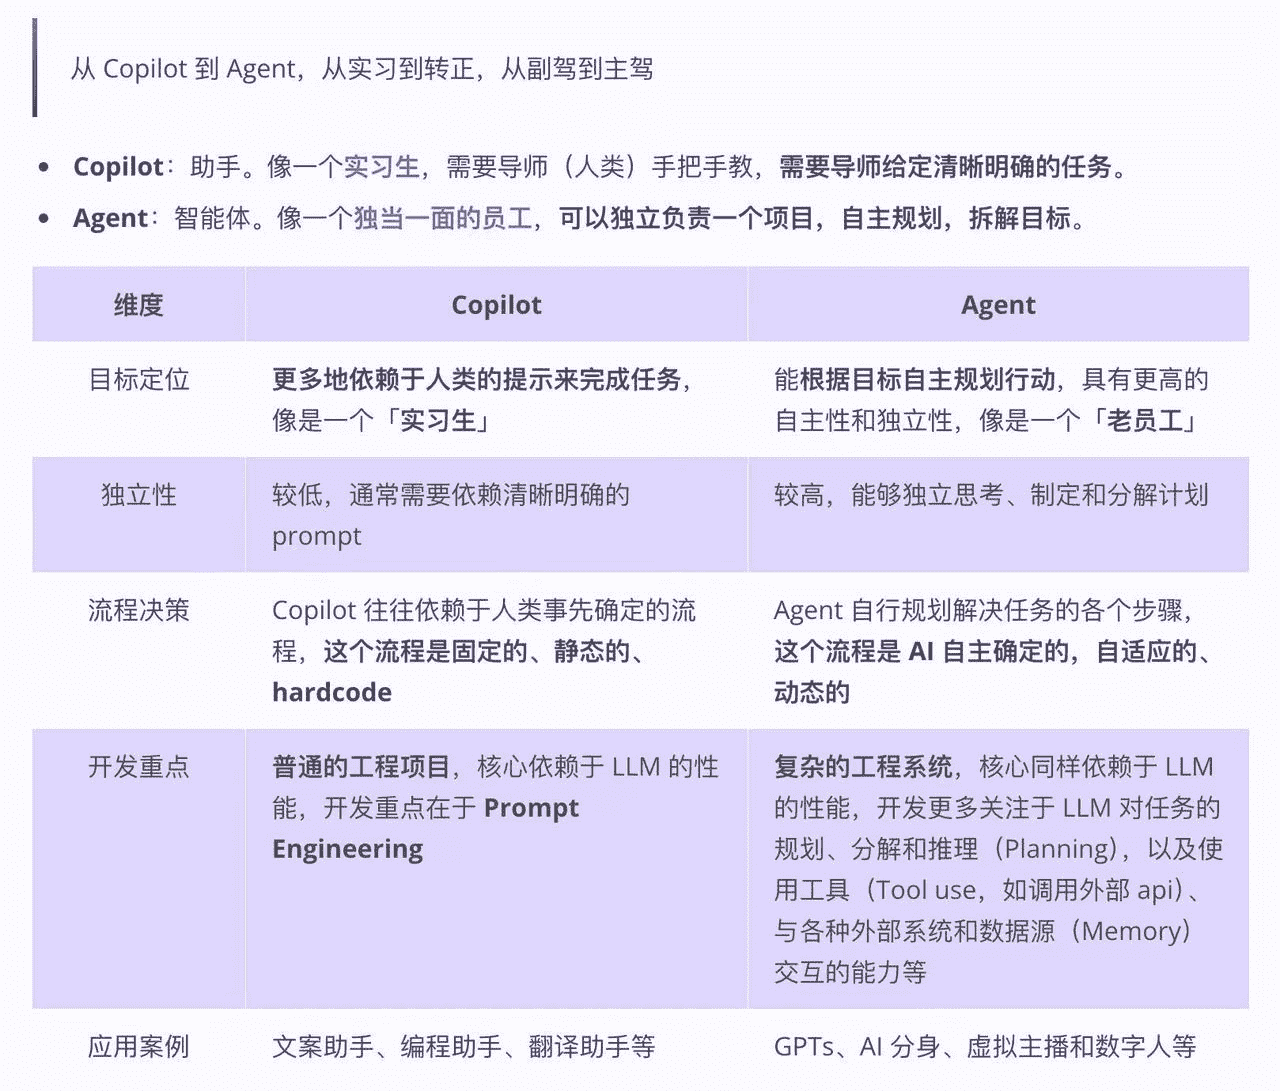 从 Copilot 到 Agent，从实习到转正，从副驾到主驾
Copilot：助手。像一个实习生，需要导师（人类）手把手教，需要导师给定清晰明确的任务。
Agent：智能体。像一个独当一面的员工，可以独立负责一个项目，自主规划，拆解目标。
维度 Copilot Agent
目标定位
更多地依赖于人类的提示来完成任务，
像是一个「实习生」
能根据目标自主规划行动，具有更高的
自主性和独立性，像是一个「老员工」
独立性
较低，通常需要依赖清晰明确的
prompt
较高，能够独立思考、制定和分解计划
流程决策
Copilot 往往依赖于人类事先确定的流
程，这个流程是固定的、静态的、
hardcode
Agent 自行规划解决任务的各个步骤，
这个流程是 AI 自主确定的，自适应的、
动态的
开发重点
普通的工程项目，核心依赖于 LLM 的性
能，开发重点在于 Prompt
Engineering
复杂的工程系统，核心同样依赖于 LLM
的性能，开发更多关注于 LLM 对任务的
规划、分解和推理（Planning），以及使
用工具（Tool use，如调用外部 api）、
与各种外部系统和数据源（Memory）
交互的能力等
应用案例
文案助手、编程助手、翻译助手等
GPTs、AI 分身、虚拟主播和数字人等